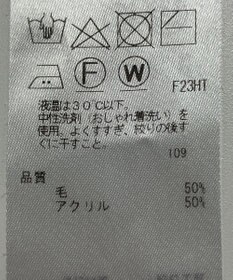 F W
F23HT
液温は30℃以下。
中性洗剤(おしゃれ着洗い)を
使用。よくすすぎ、絞りの後す
ぐに干すこと。
109
品質
毛 50%
アクリル 50%